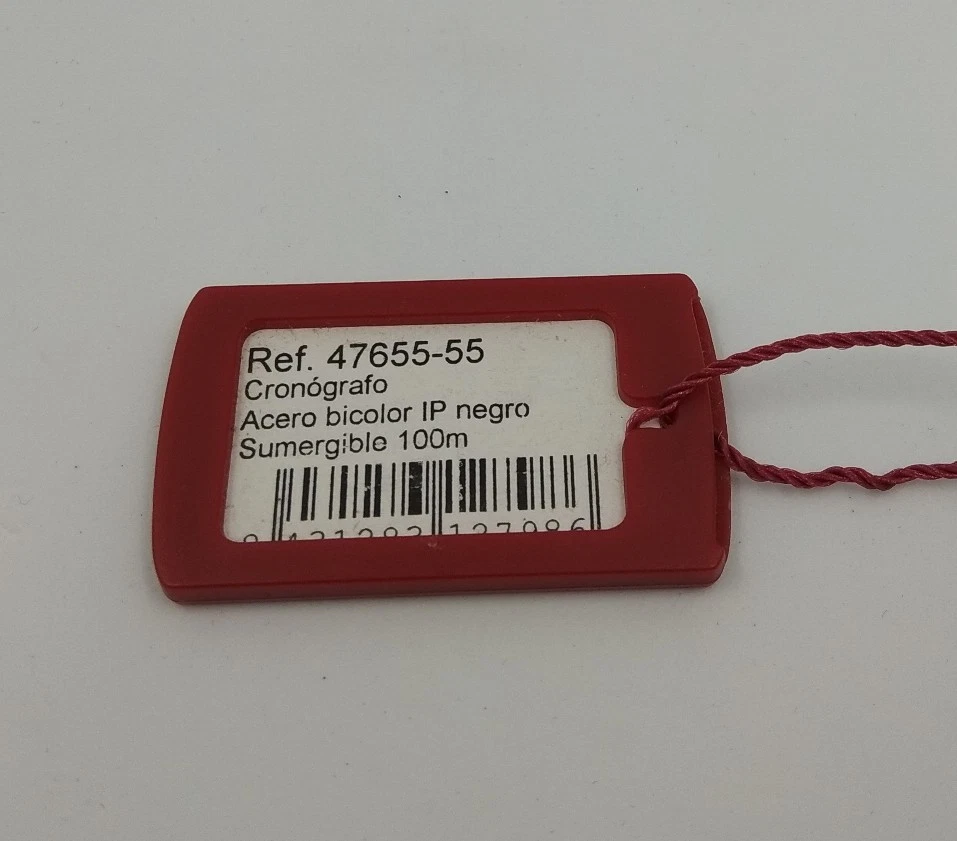 Ref. 47655-55
Cronógrafo
Acero bicolor IP negro
Sumergible 100m